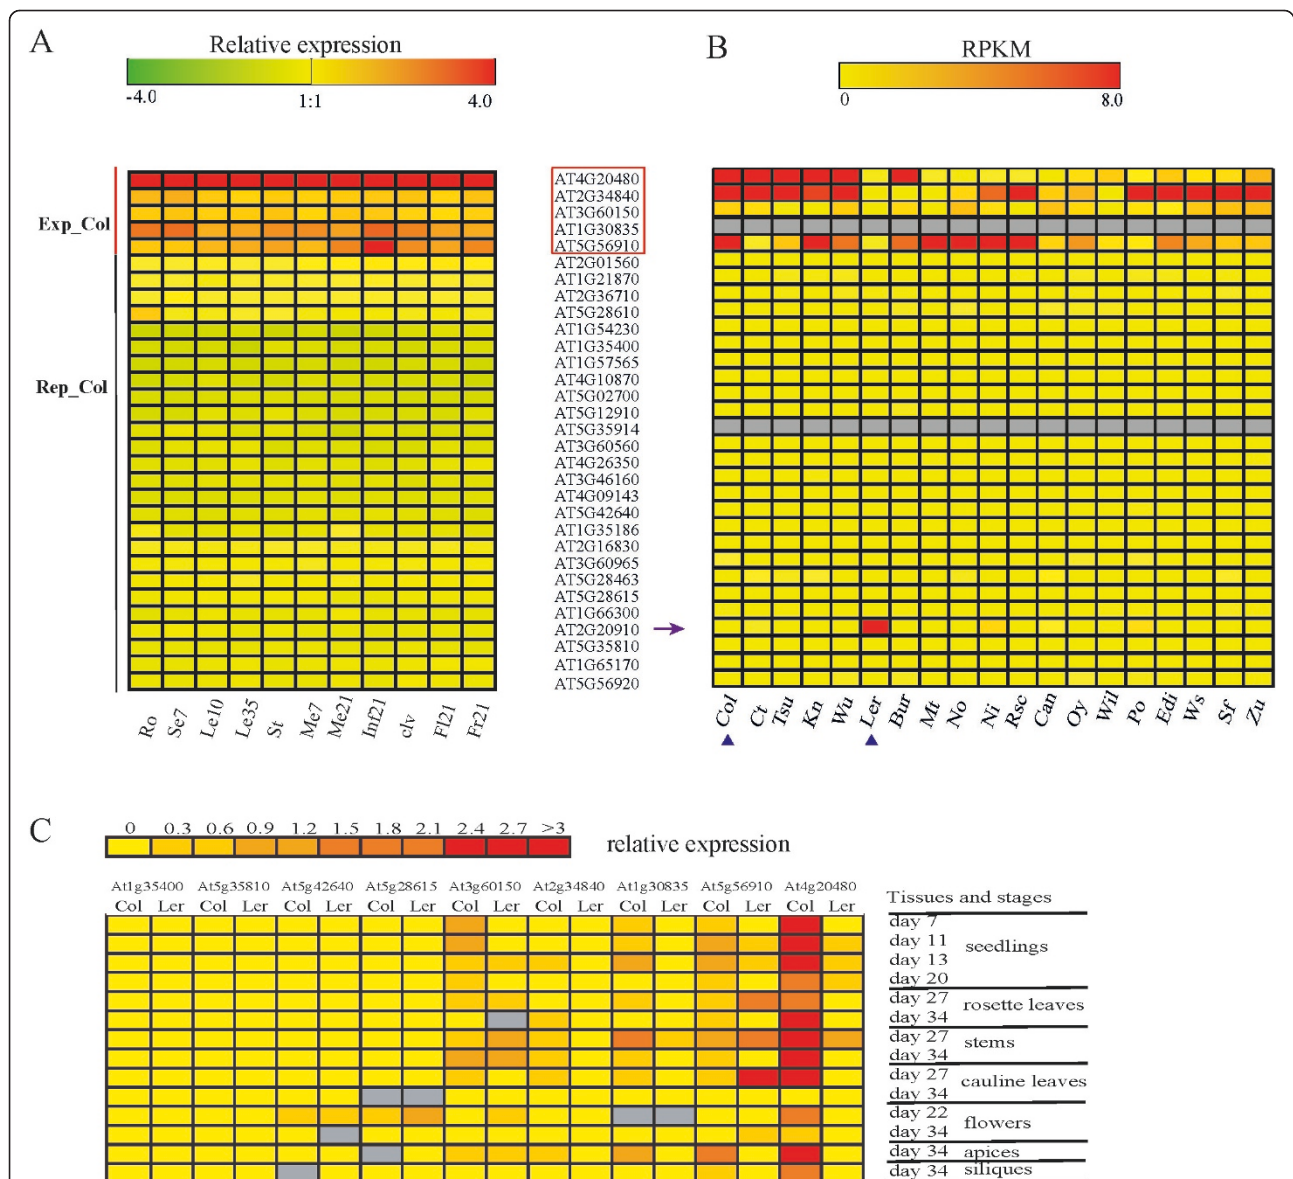 A
Relative expression
-4.0 1:1 4.0
B
RPKM
0 8.0
Exp_Col
Rep_Col
AT4G20480
AT2G34840
AT3G60150
AT1G30835
AT5G56910
AT2G01560
AT1G21870
AT2G36710
AT5G28610
AT1G54230
AT1G35400
AT1G57565
AT4G10870
AT5G02700
AT5G12910
AT5G35914
AT3G60560
AT4G26350
AT3G46160
AT4G09143
AT5G42640
AT1G35186
AT2G16830
AT3G60965
AT5G28463
AT5G28615
AT1G66300
AT2G20910
AT5G35810
AT1G65170
AT5G56920
Ro Se7 Le10 Le35 St Me7 Me21 Inf21 clv Fl21 Fr21
Col Ct Tsu Kn Wu Ler Bur Mt No Ni Rsc Can Oy Wil Po Edi Ws Sf Zu
C
0 0.3 0.6 0.9 1.2 1.5 1.8 2.1 2.4 2.7 >3
relative expression
At1g35400 At5g35810 At5g42640 At5g28615 At3g60150 At2g34840 At1g30835 At5g56910 At4g20480
Col Ler Col Ler Col Ler Col Ler Col Ler Col Ler Col Ler Col Ler Col Ler
Tissues and stages
day 7
day 11 seedlings
day 13
day 20
day 27 rosette leaves
day 34
day 27 stems
day 34
day 27 cauline leaves
day 34
day 22 flowers
day 34
day 34 apices
day 34 siliques